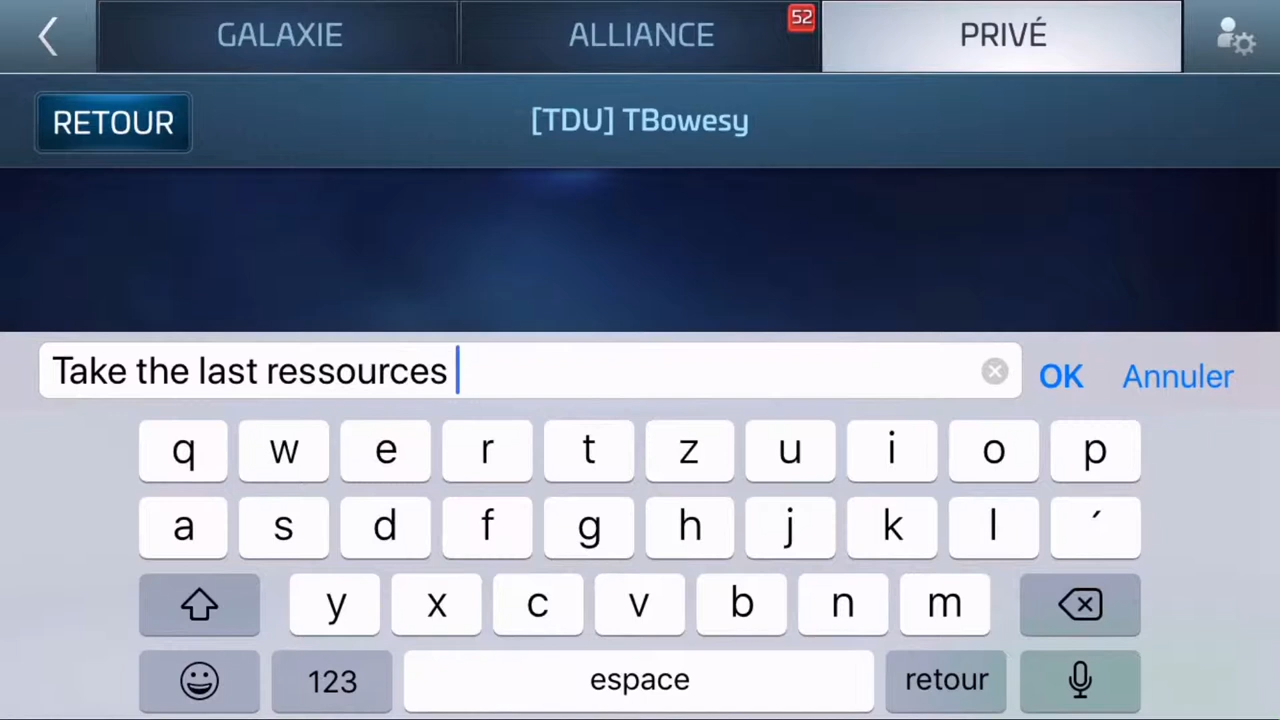 GALAXIE
ALLIANCE
52
PRIVÉ
RETOUR
[TDU] TBowesy
Take the last ressources
OK
Annuler
q w e r t z u i o p
a s d f g h j k l ´
y x c v b n m
123
espace
retour